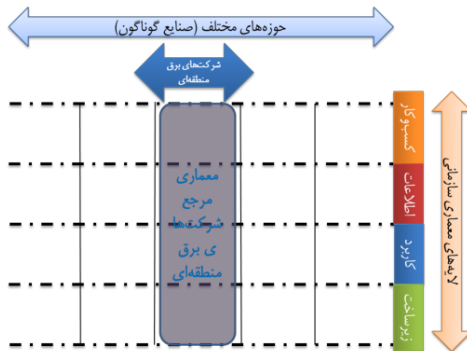 حوزه‌های مختلف (صنایع گوناگون)
شرکت‌های برق
منطقه‌ای
معماری
مرجع
شرکت‌ها
ی برق
منطقه‌ای
کسب‌و‌کار
اطلاعات
کاربرد
زیرساخت
لایه‌های معماری سازمانی